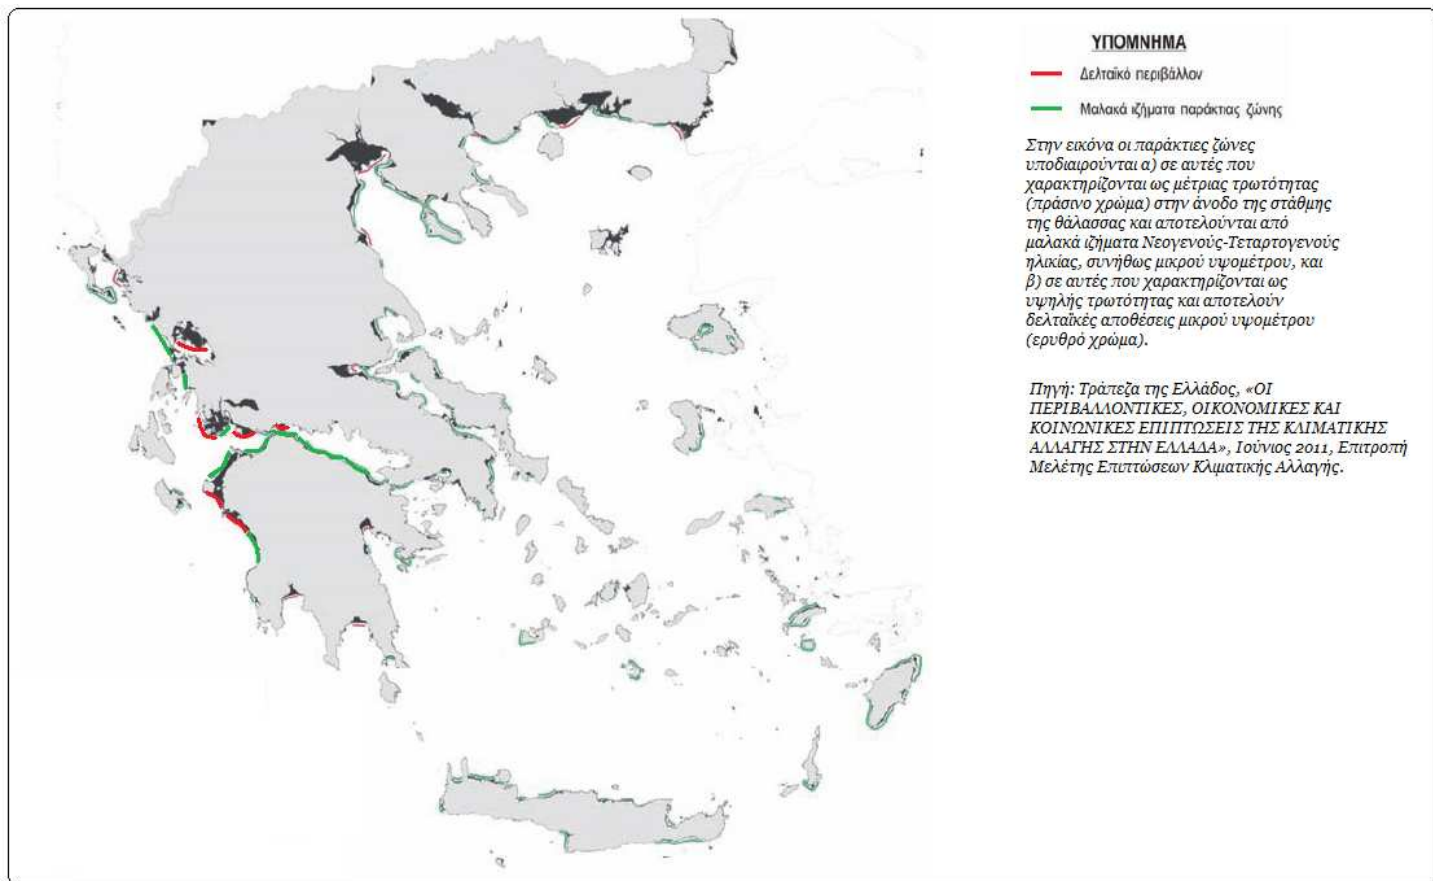 ΥΠΟΜΝΗΜΑ
Δελταϊκό περιβάλλον
Μαλακά ιζήματα παράκτιας ζώνης
Στην εικόνα οι παράκτιες ζώνες
υποδιαιρούνται α) σε αυτές που
χαρακτηρίζονται ως μέτριας τρωτότητας
(πράσινο χρώμα) στην άνοδο της στάθμης
της θάλασσας και αποτελούνται από
μαλακά ιζήματα Νεογενούς-Τεταρτογενούς
ηλικίας, συνήθως μικρού υψομέτρου, και
β) σε αυτές που χαρακτηρίζονται ως
υψηλής τρωτότητας και αποτελούν
δελταϊκές αποθέσεις μικρού υψομέτρου
(ερυθρό χρώμα).
Πηγή: Τράπεζα της Ελλάδος, «ΟΙ
ΠΕΡΙΒΑΛΛΟΝΤΙΚΕΣ, ΟΙΚΟΝΟΜΙΚΕΣ ΚΑΙ
ΚΟΙΝΩΝΙΚΕΣ ΕΠΙΠΤΩΣΕΙΣ ΤΗΣ ΚΛΙΜΑΤΙΚΗΣ
ΑΛΛΑΓΗΣ ΣΤΗΝ ΕΛΛΑΔΑ», Ιούνιος 2011, Επιτροπή
Μελέτης Επιπτώσεων Κλιματικής Αλλαγής.